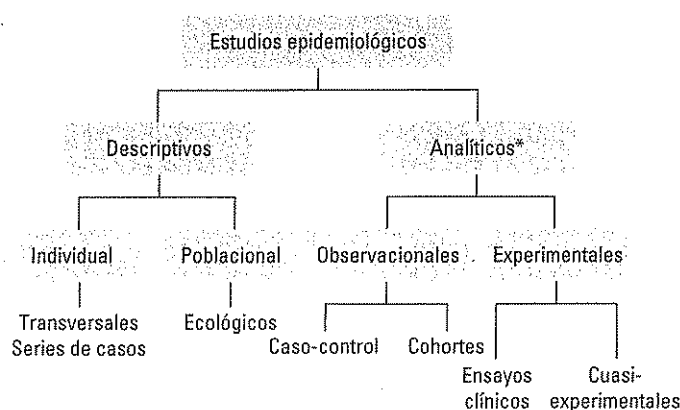 Estudios epidemiológicos
Descriptivos
Analíticos*
Individual
Poblacional
Observacionales
Experimentales
Transversales
Series de casos
Ecológicos
Caso-control
Cohortes
Ensayos
clínicos
Cuasi-
experimentales